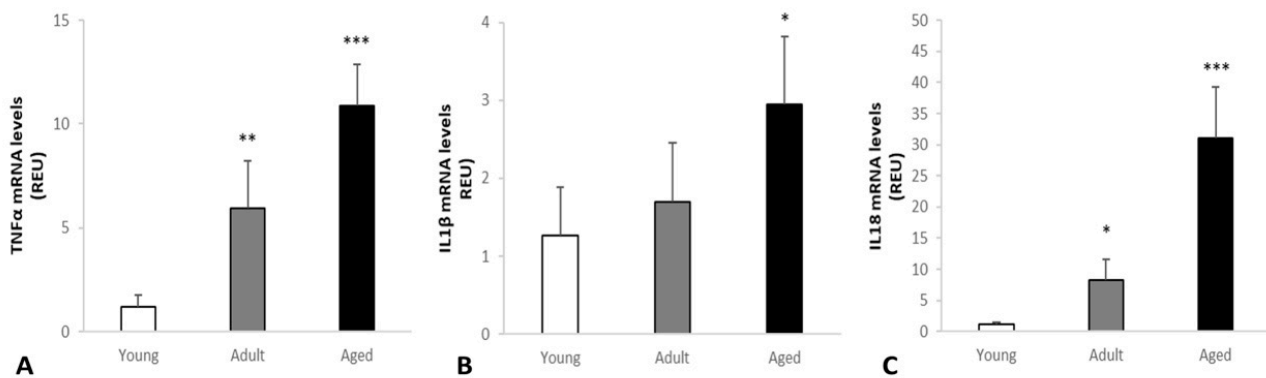 TNFα mRNA levels
(REU)
15
10
5
0
**
***
Young
Adult
Aged
A
IL1β mRNA levels
REU)
4
3
2
1
0
*
Young
Adult
Aged
B
IL18 mRNA levels
(REU)
50
45
40
35
30
25
20
15
10
5
0
*
***
Young
Adult
Aged
C